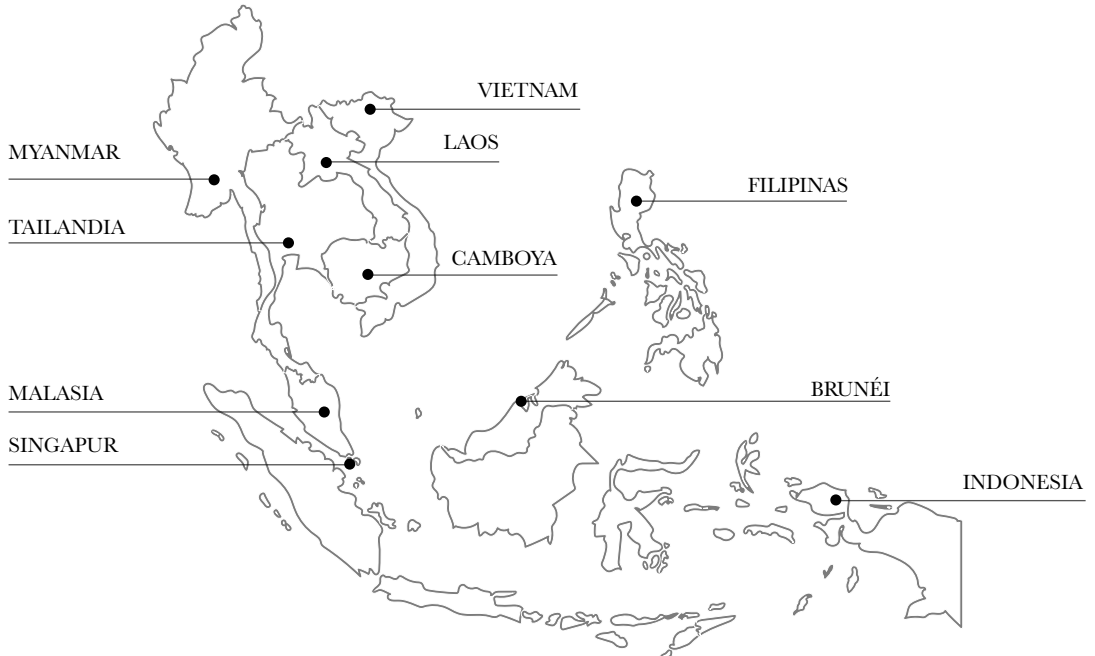 VIETNAM
LAOS
MYANMAR
FILIPINAS
TAILANDIA
CAMBOYA
MALASIA
BRUNÉI
SINGAPUR
INDONESIA